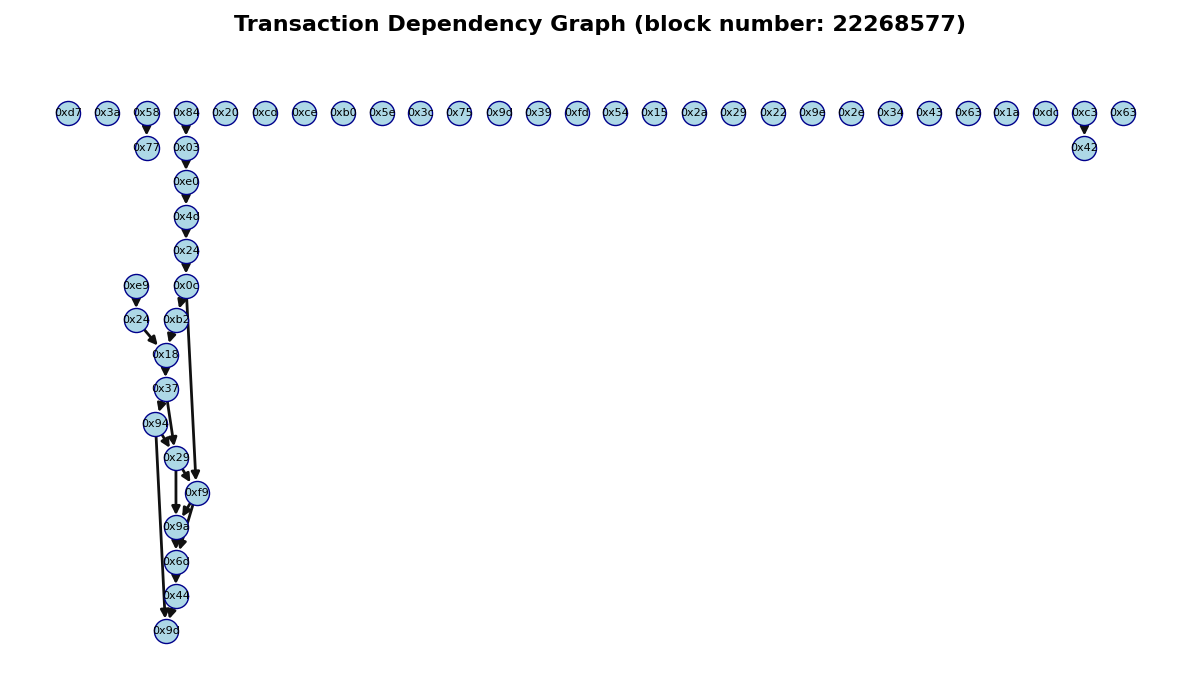 Transaction Dependency Graph (block number: 22268577)
0xd7 0x3a 0x58 0x84 0x20 0xcd 0xce 0xb0 0x5e 0x3c 0x75 0x9c 0x39 0xfd 0x54 0x15 0x2a 0x29 0x22 0x9e 0x2e 0x34 0x43 0x63 0x1a 0xdc 0xc3 0x63
0x77 0x03 0x42
0xe0
0x4d
0x24
0xe9 0x0c
0x24 0xb2
0x18
0x37
0x94
0x29
0xf9
0x9a
0x6d
0x44
0x9d